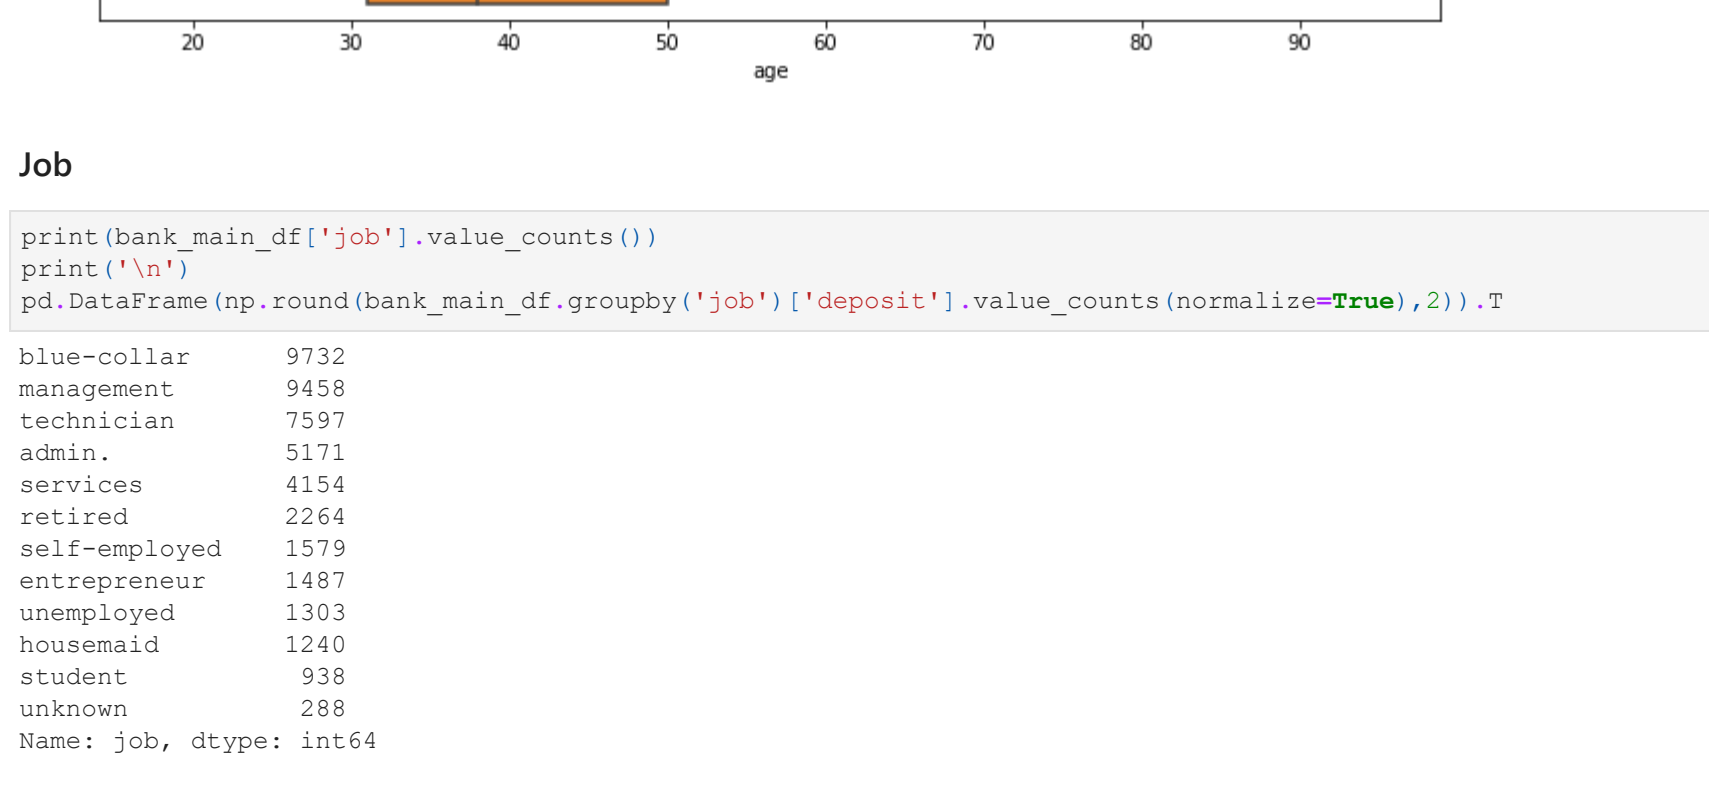 20 30 40 50 60 70 80 90
age
Job
print(bank_main_df['job'].value_counts())
print('\n')
pd.DataFrame(np.round(bank_main_df.groupby('job')['deposit'].value_counts(normalize=True),2)).T
blue-collar 9732
management 9458
technician 7597
admin. 5171
services 4154
retired 2264
self-employed 1579
entrepreneur 1487
unemployed 1303
housemaid 1240
student 938
unknown 288
Name: job, dtype: int64